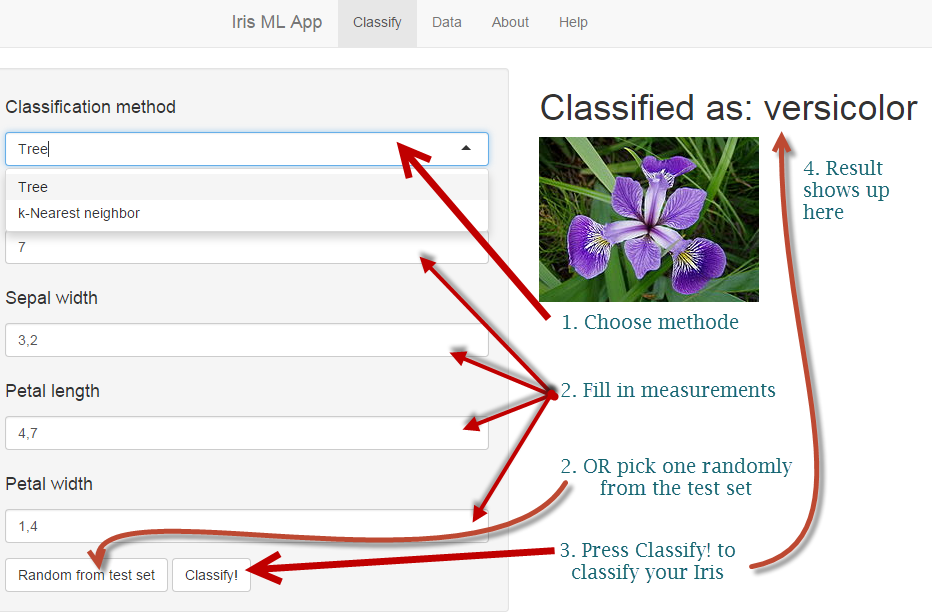 Iris ML App Classify Data About Help
Classification method
Tree
Tree
k-Nearest neighbor
7
Sepal width
3,2
Petal length
4,7
Petal width
1,4
Random from test set Classify!
Classified as: versicolor
4. Result
shows up
here
1. Choose methode
2. Fill in measurements
2. OR pick one randomly
from the test set
3. Press Classify! to
classify your Iris